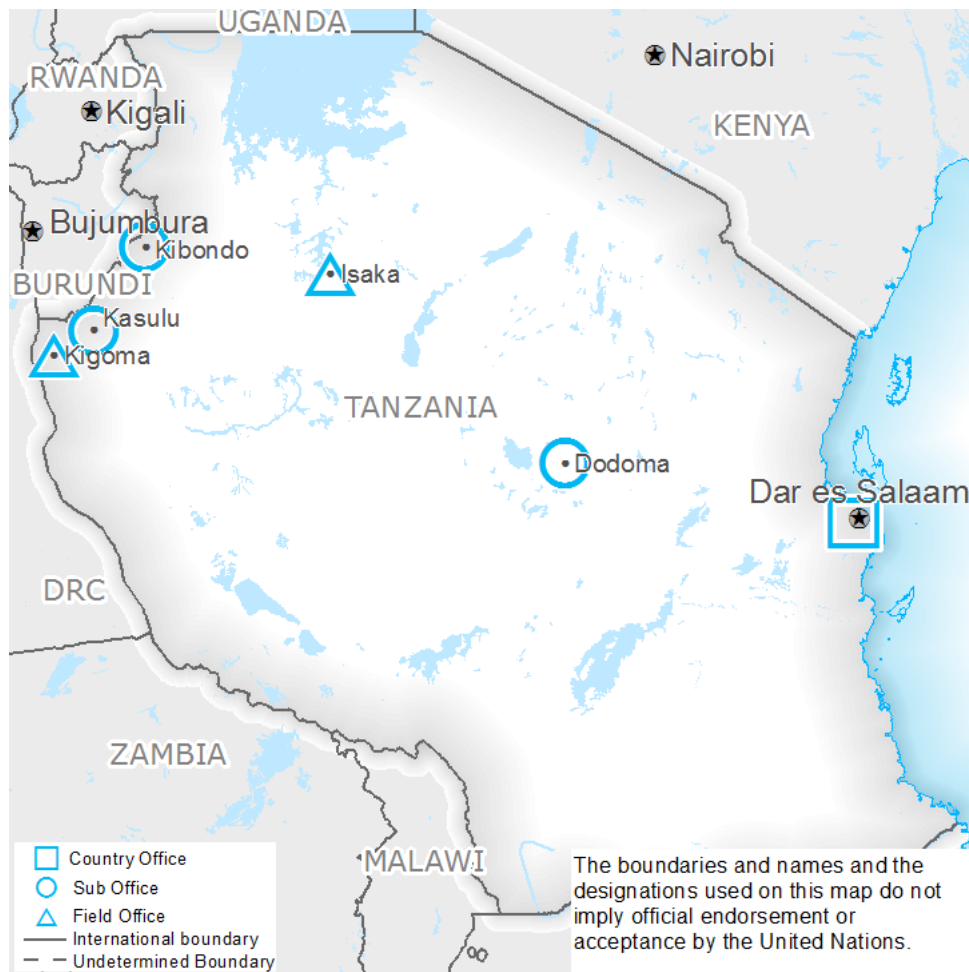 UGANDA
Nairobi
RWANDA
Kigali
KENYA
Bujumbura
Kibondo
Isaka
BURUNDI
Kasulu
Kigoma
TANZANIA
Dodoma
Dar es Salaam
DRC
ZAMBIA
MALAWI
Country Office
Sub Office
Field Office
International boundary
Undetermined Boundary
The boundaries and names and the
designations used on this map do not
imply official endorsement or
acceptance by the United Nations.